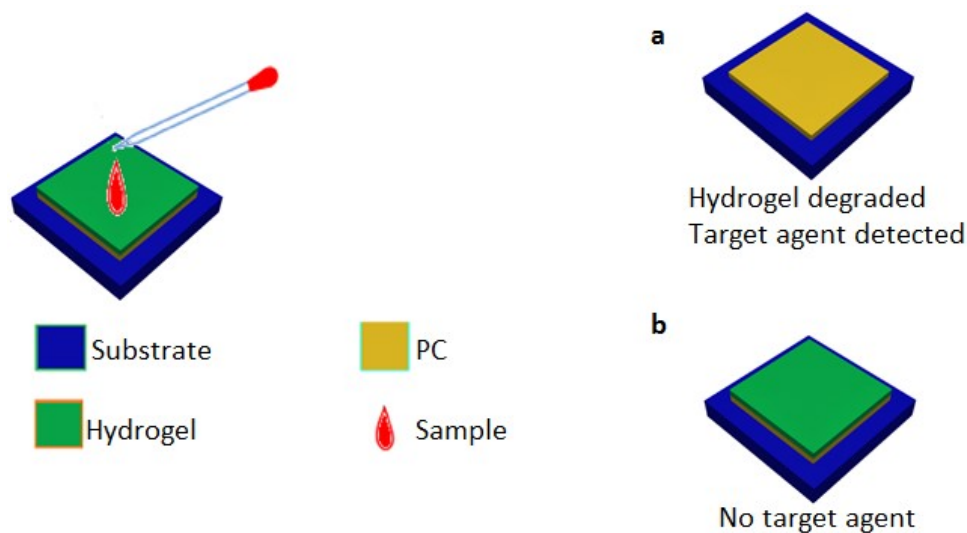 a
Hydrogel degraded
Target agent detected
Substrate
PC
Hydrogel
Sample
b
No target agent